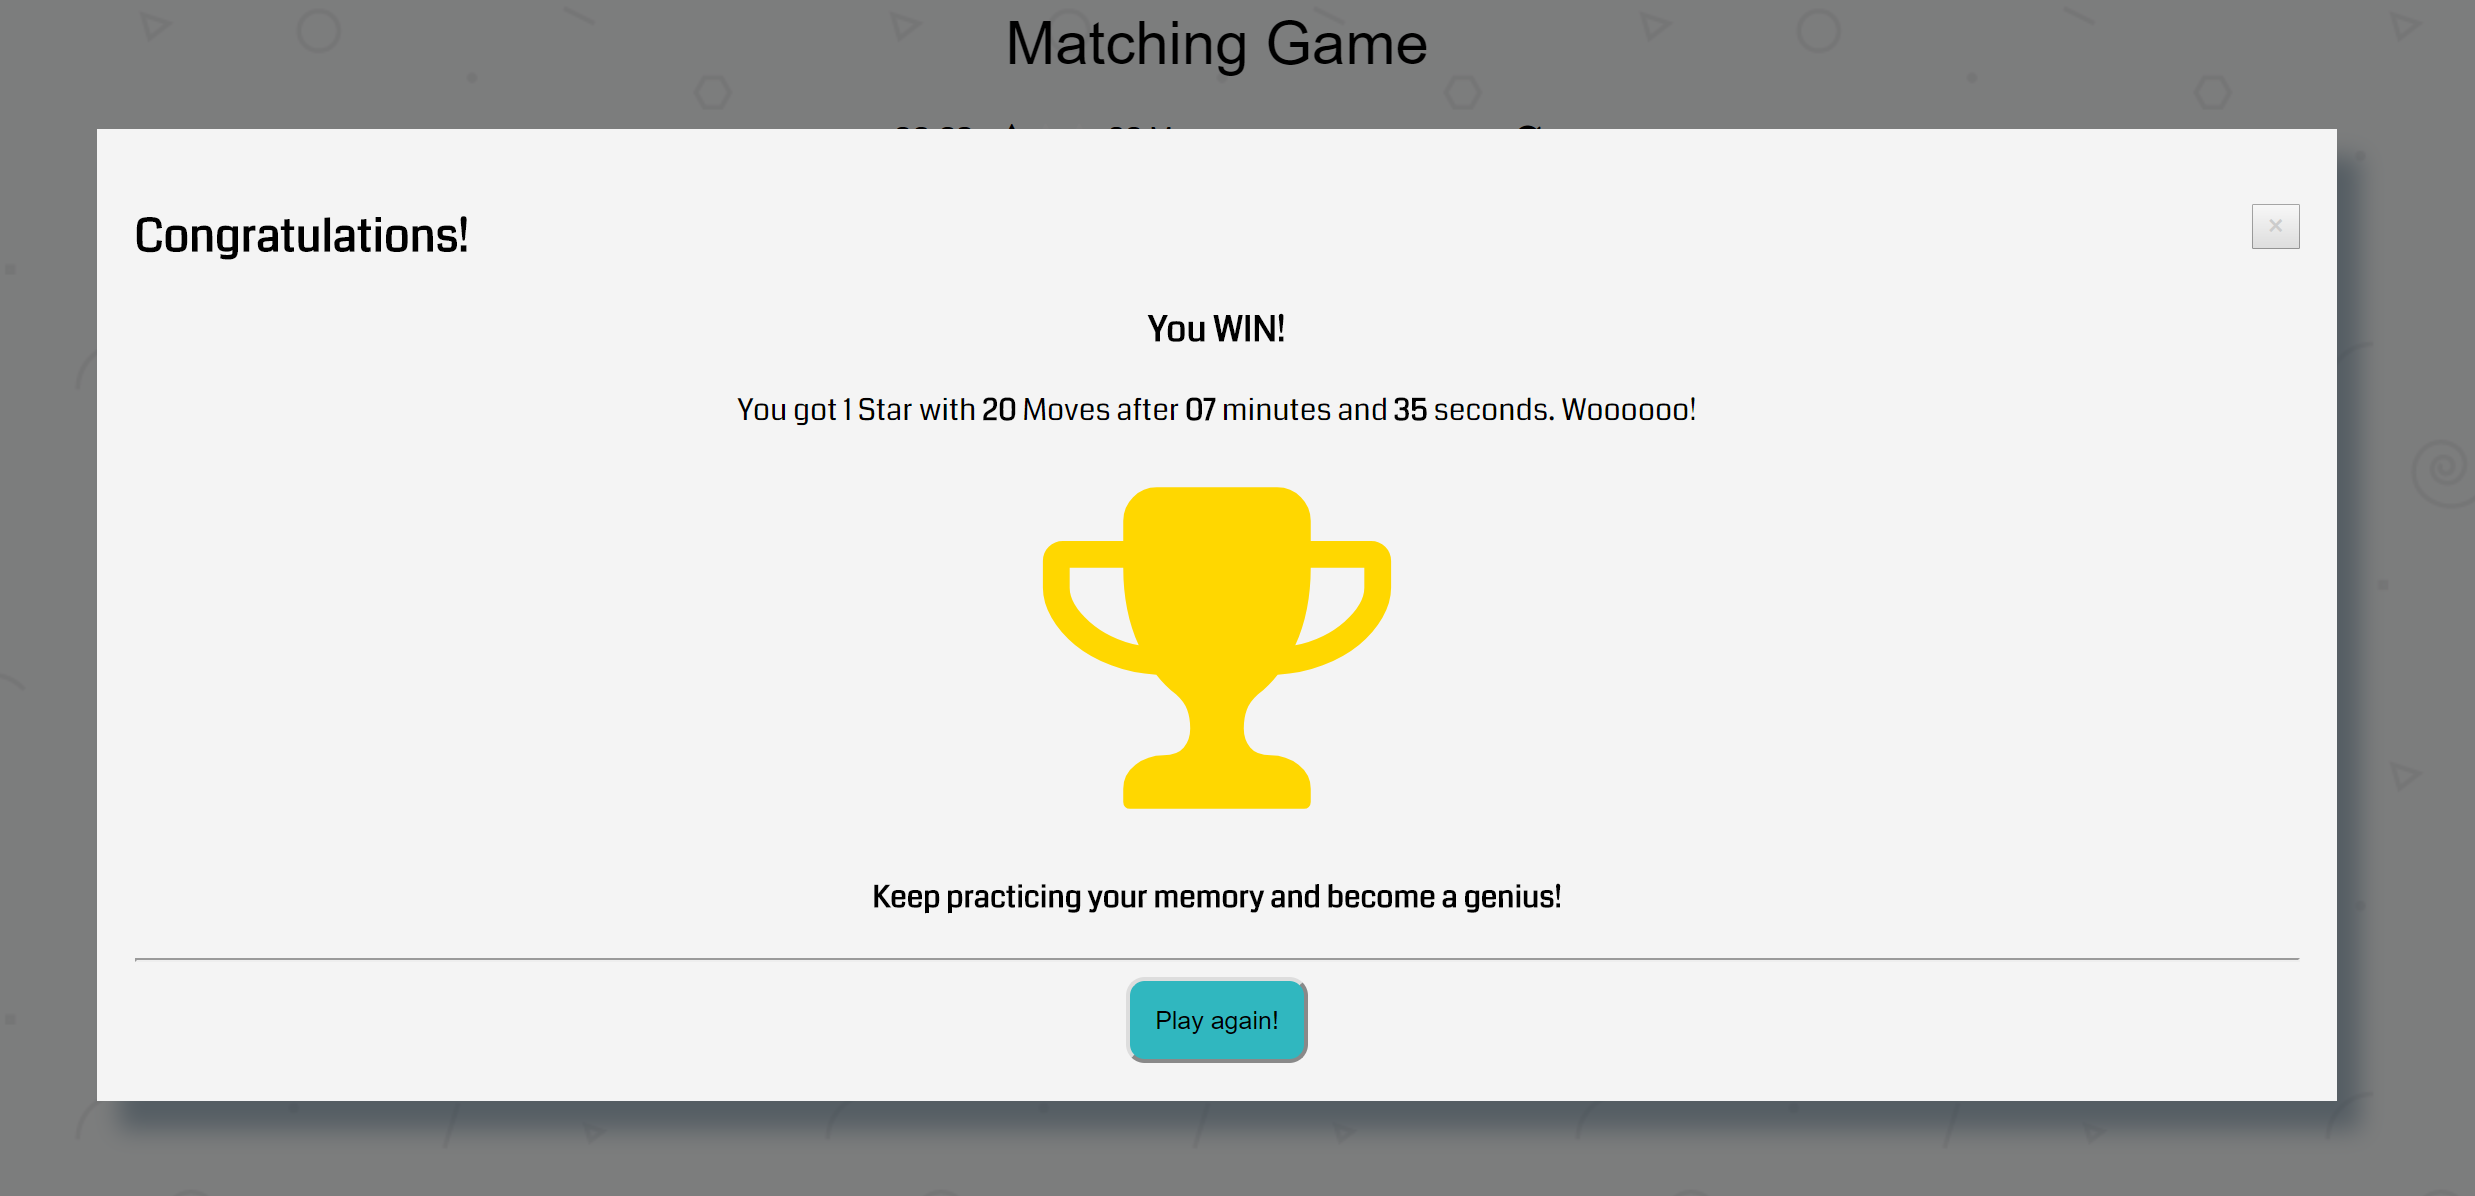 Matching Game
Congratulations!
×
You WIN!
You got 1 Star with 20 Moves after 07 minutes and 35 seconds. Woooooo!
Keep practicing your memory and become a genius!
Play again!